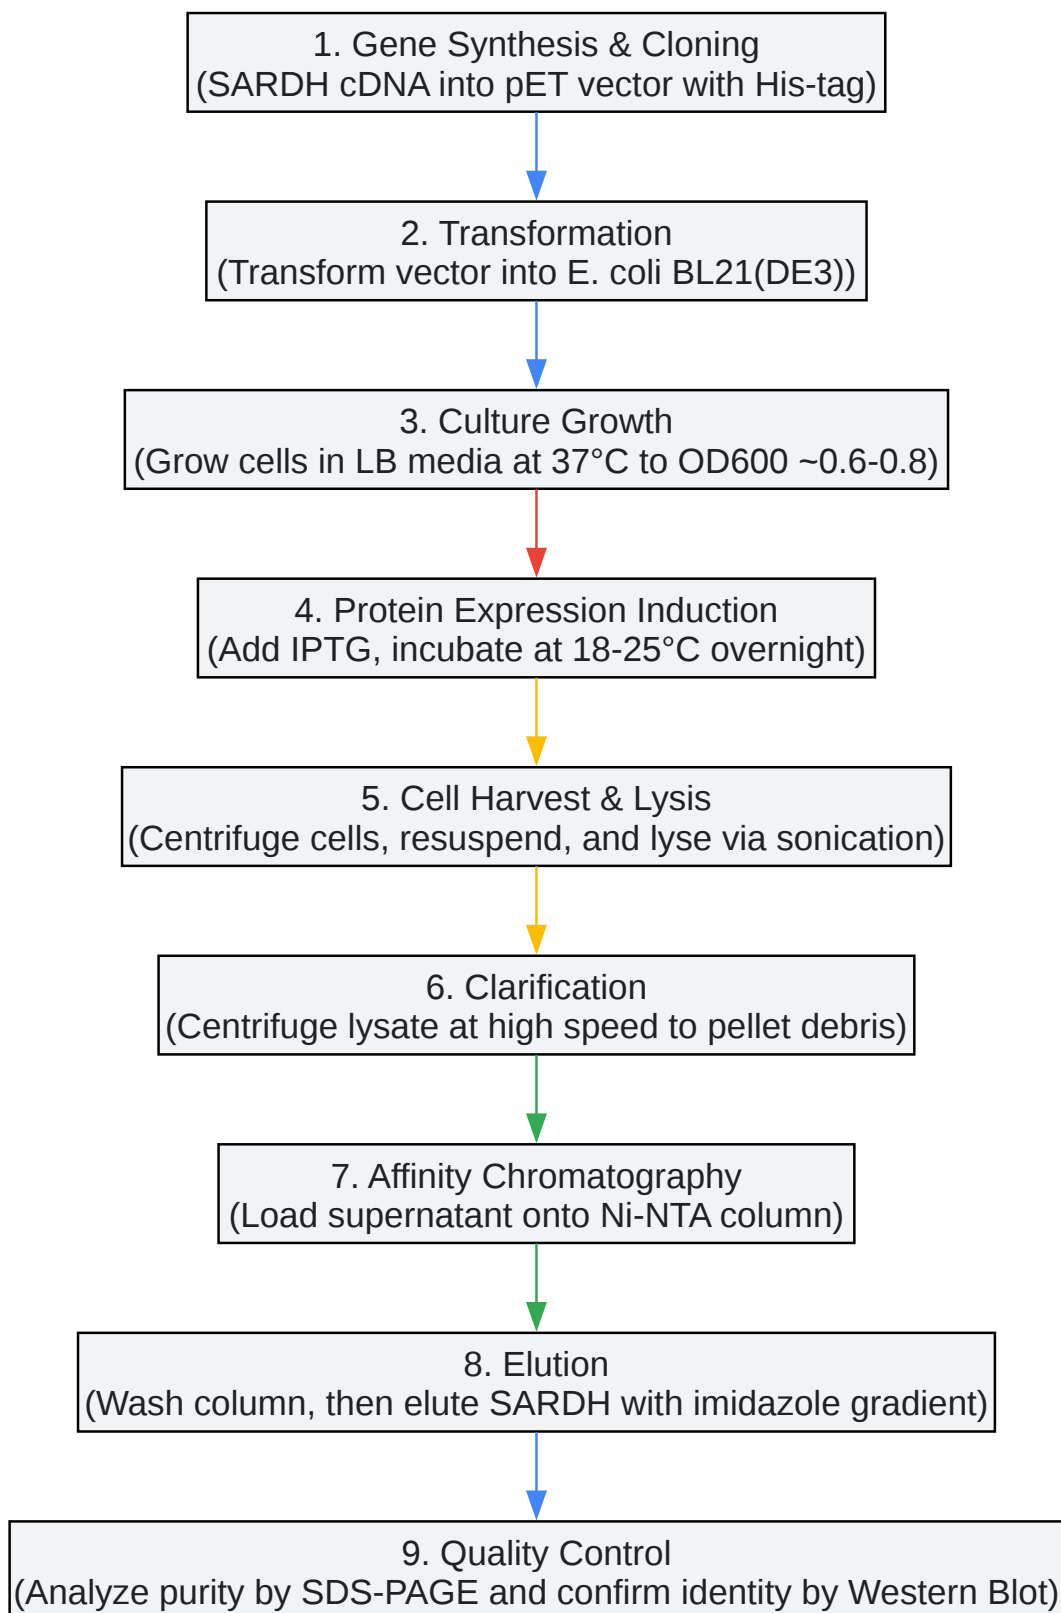 1. Gene Synthesis & Cloning
(SARDH cDNA into pET vector with His-tag)
2. Transformation
(Transform vector into E. coli BL21(DE3))
3. Culture Growth
(Grow cells in LB media at 37°C to OD600 ~0.6-0.8)
4. Protein Expression Induction
(Add IPTG, incubate at 18-25°C overnight)
5. Cell Harvest & Lysis
(Centrifuge cells, resuspend, and lyse via sonication)
6. Clarification
(Centrifuge lysate at high speed to pellet debris)
7. Affinity Chromatography
(Load supernatant onto Ni-NTA column)
8. Elution
(Wash column, then elute SARDH with imidazole gradient)
9. Quality Control
(Analyze purity by SDS-PAGE and confirm identity by Western Blot)